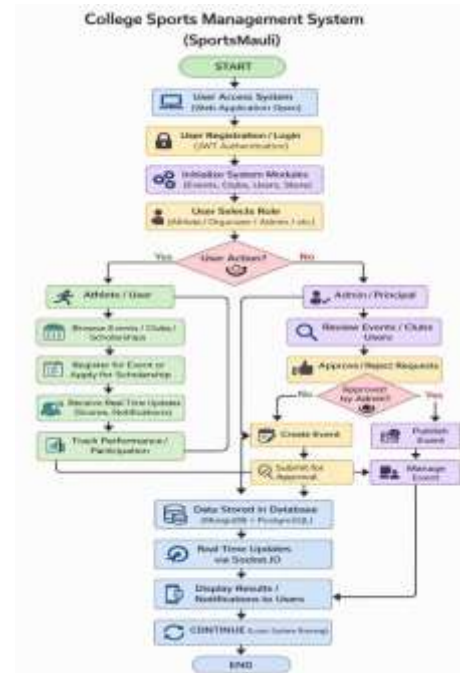 College Sports Management System
(SportsMauli)
START
User Access System
(Web Application Open)
User Registration / Login
(JWT Authentication)
Initialize System Modules
(Events, Clubs, Users, Store)
User Selects Role
(Athlete / Organizer / Admin / etc)
User Action?
Yes
No
Athlete / User
Browse Events / Clubs
/ Scholarships
Register for Event or
Apply for Scholarship
Receive Real Time Updates
(Scores, Notifications)
Track Performance /
Participation
Admin / Principal
Review Events / Clubs
Users
Approve / Reject Requests
Approved
by Admin?
No
Yes
Create Event
Publish
Event
Submit for
Approval
Manage
Event
Data Stored in Database
(MongoDB + PostgreSQL)
Real Time Updates
via Socket.IO
Display Results /
Notifications to Users
CONTINUE
END